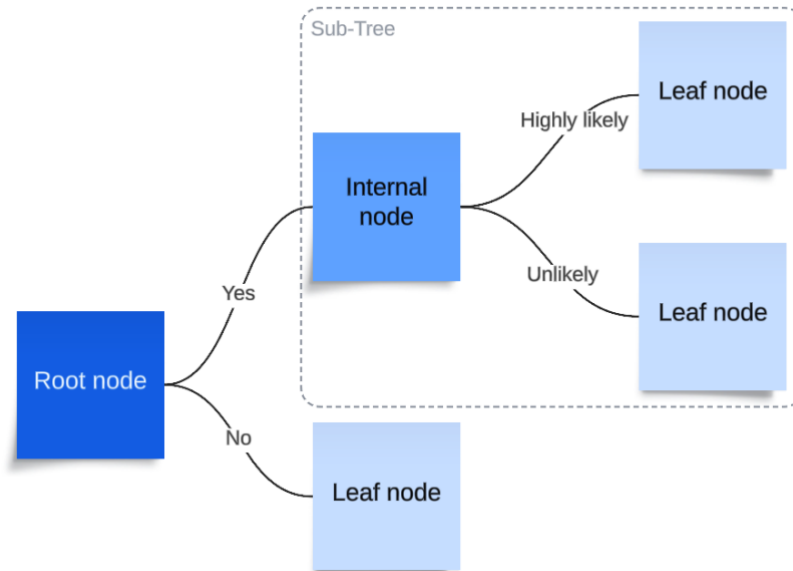 Sub-Tree
Leaf node
Highly likely
Internal
node
Unlikely
Leaf node
Yes
Root node
No
Leaf node